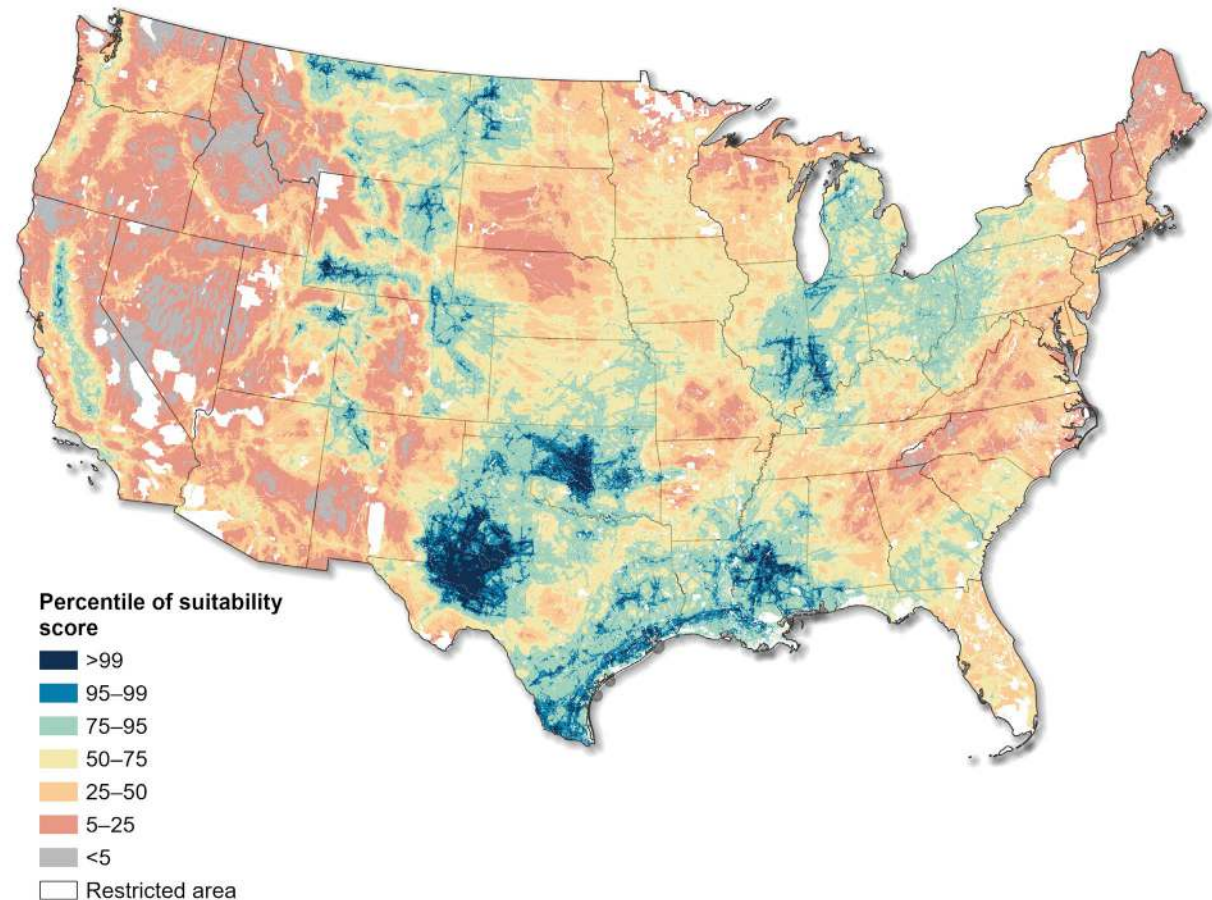 Percentile of suitability
score
>99
95–99
75–95
50–75
25–50
5–25
<5
Restricted area